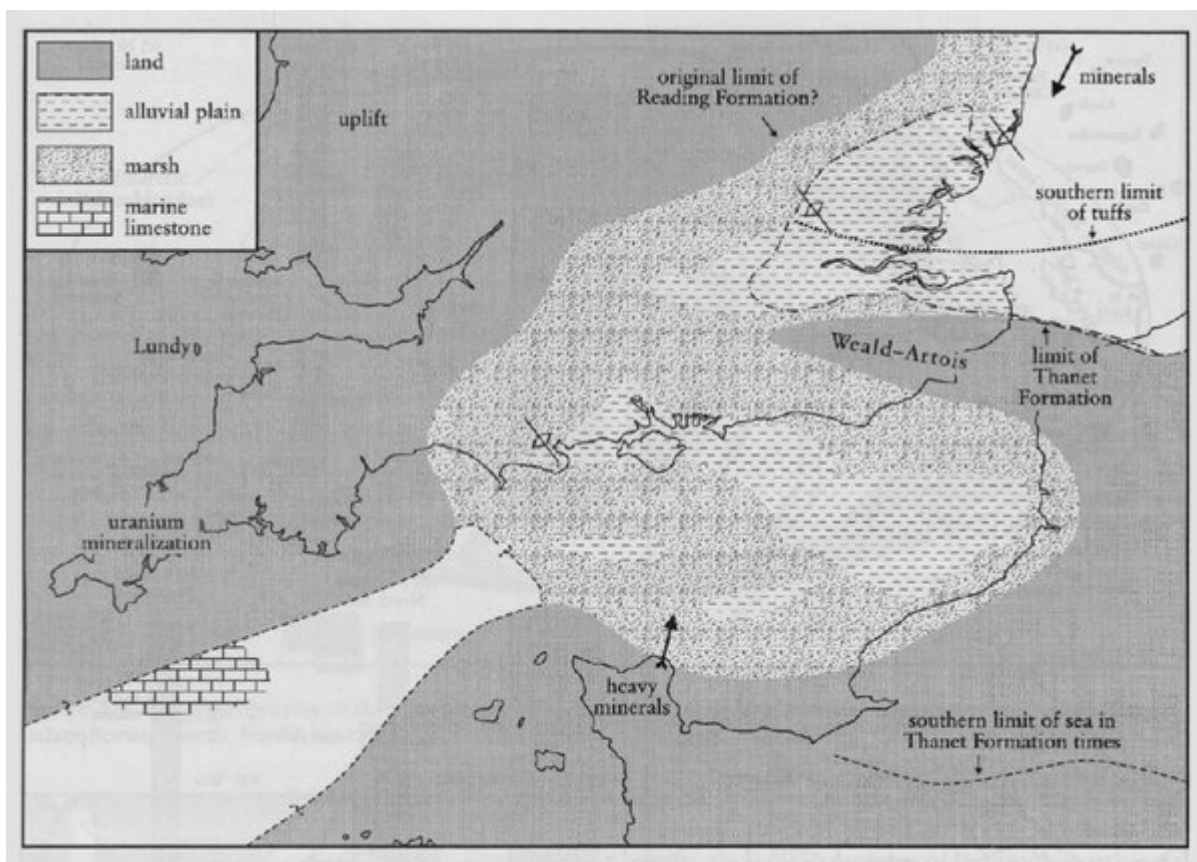 land
alluvial plain
marsh
marine
limestone
uplift
original limit of
Reading Formation?
minerals
southern limit
of tuffs
Lundy
Weald–Artois
limit of
Thanet
Formation
uranium
mineralization
heavy
minerals
southern limit of sea in
Thanet Formation times